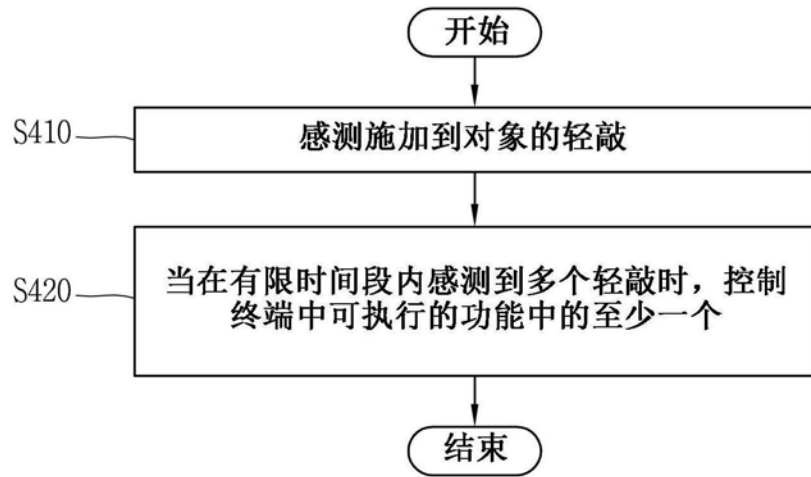 开始
S410
感测施加到对象的轻敲
S420
当在有限时间段内感测到多个轻敲时，控制
终端中可执行的功能中的至少一个
结束